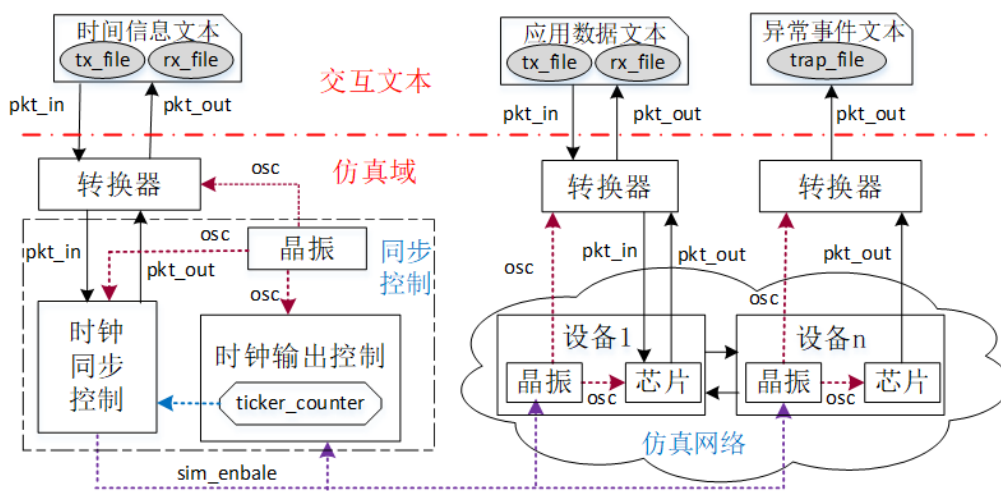 时间信息文本
tx_file
rx_file
应用数据文本
tx_file
rx_file
异常事件文本
trap_file
pkt_in
pkt_out
交互文本
pkt_in
pkt_out
pkt_out
仿真域
转换器
osc
转换器
转换器
pkt_in
pkt_out
osc
晶振
osc
同步
控制
时钟
同步
控制
时钟输出控制
ticker_counter
sim_enbale
osc
pkt_in
pkt_out
osc
pkt_out
设备1
晶振
osc
芯片
设备n
晶振
osc
芯片
仿真网络